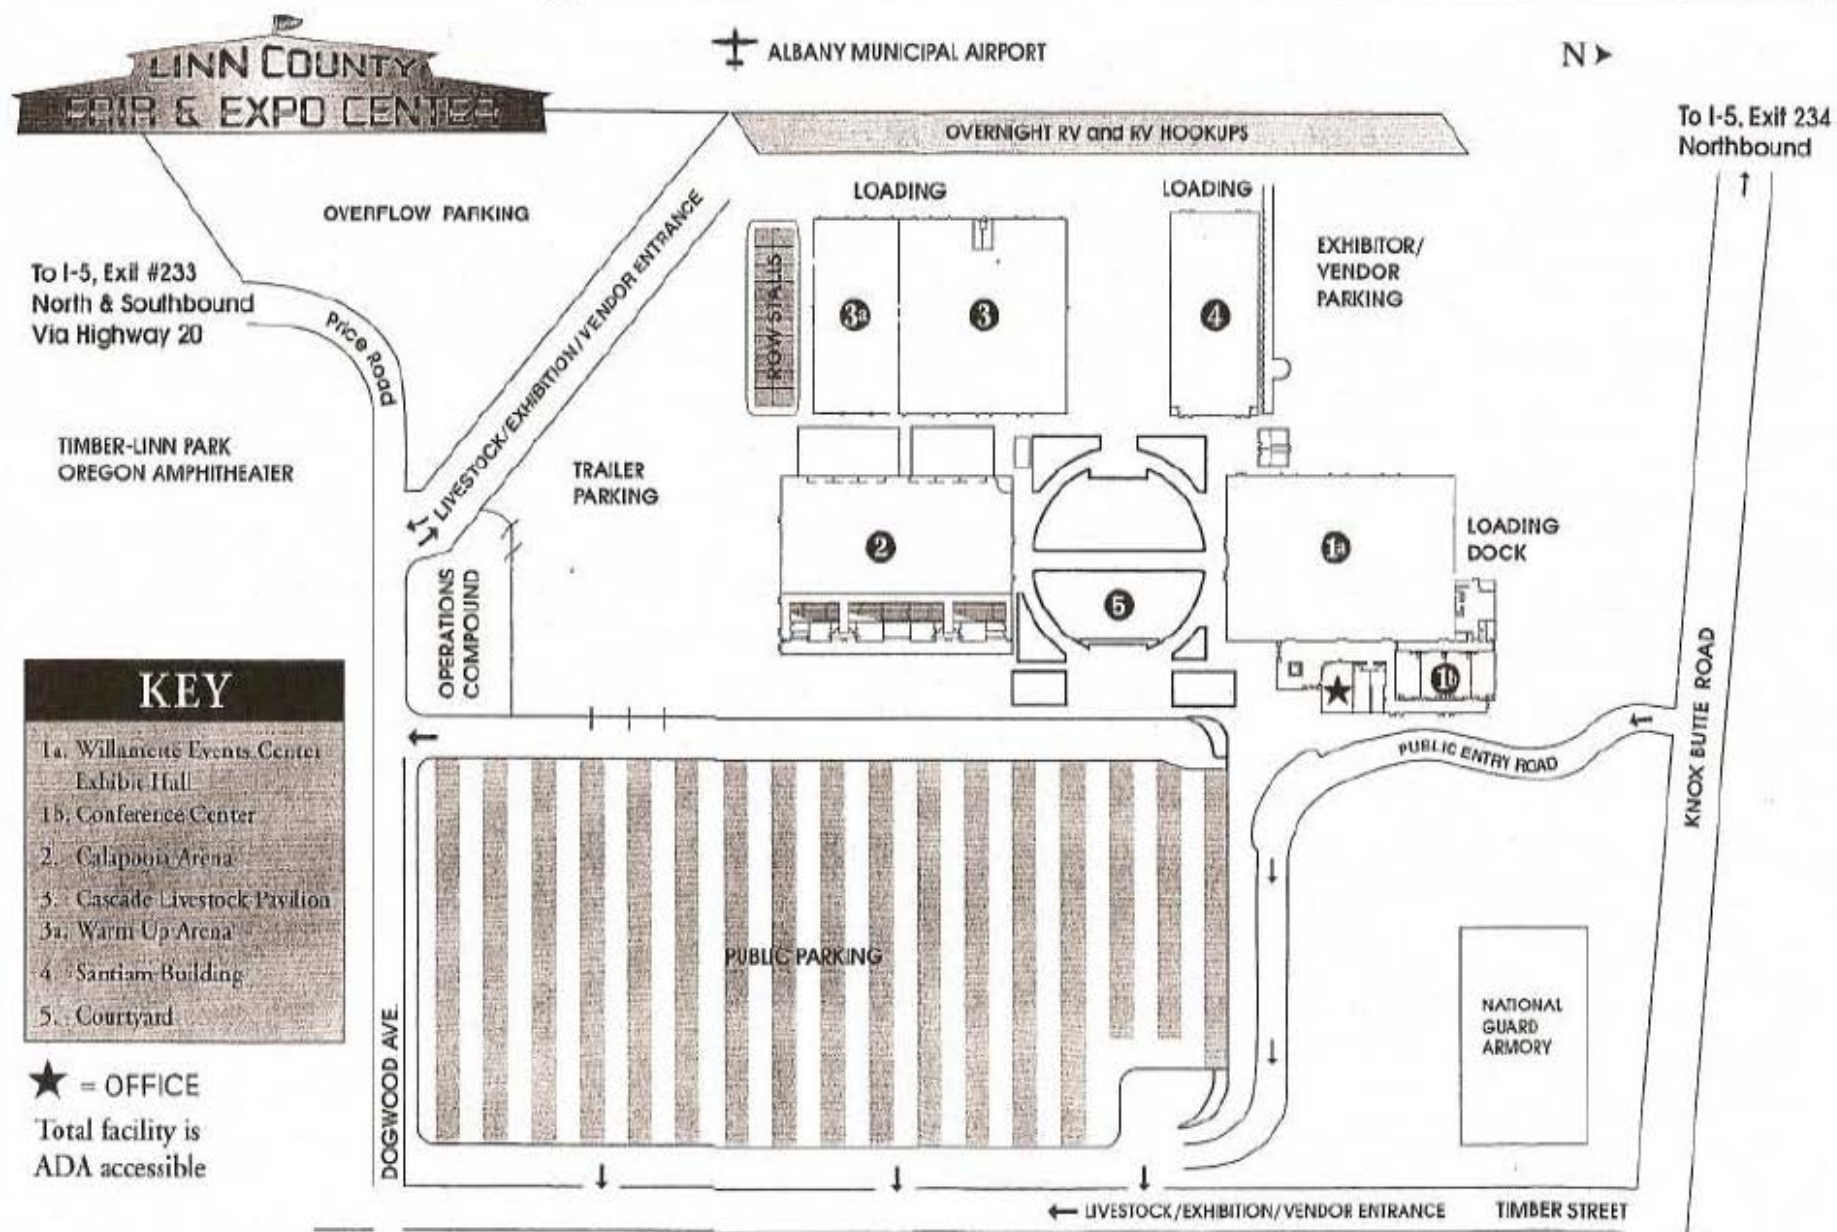 LINN COUNTY
FAIR & EXPO CENTER
ALBANY MUNICIPAL AIRPORT
N
To I-5, Exit 234
Northbound
OVERNIGHT RV and RV HOOKUPS
OVERFLOW PARKING
LOADING
LOADING
LIVESTOCK/EXHIBITION/VENDOR ENTRANCE
ROW STALLS
3a
3
4
EXHIBITOR/
VENDOR
PARKING
To I-5, Exit #233
North & Southbound
Via Highway 20
Price Road
TIMBER-LINN PARK
OREGON AMPHITHEATER
TRAILER
PARKING
2
1a
LOADING
DOCK
5
OPERATIONS
COMPOUND
1b
KNOX BUTTE ROAD
PUBLIC ENTRY ROAD
KEY
1a. Willamette Events Center
Exhibit Hall
1b. Conference Center
2. Calapooia Arena
3. Cascade Livestock Pavilion
3a. Warm Up Arena
4. Santiam Building
5. Courtyard
PUBLIC PARKING
NATIONAL
GUARD
ARMORY
DOGWOOD AVE.
= OFFICE
Total facility is
ADA accessible
LIVESTOCK/EXHIBITION/VENDOR ENTRANCE
TIMBER STREET